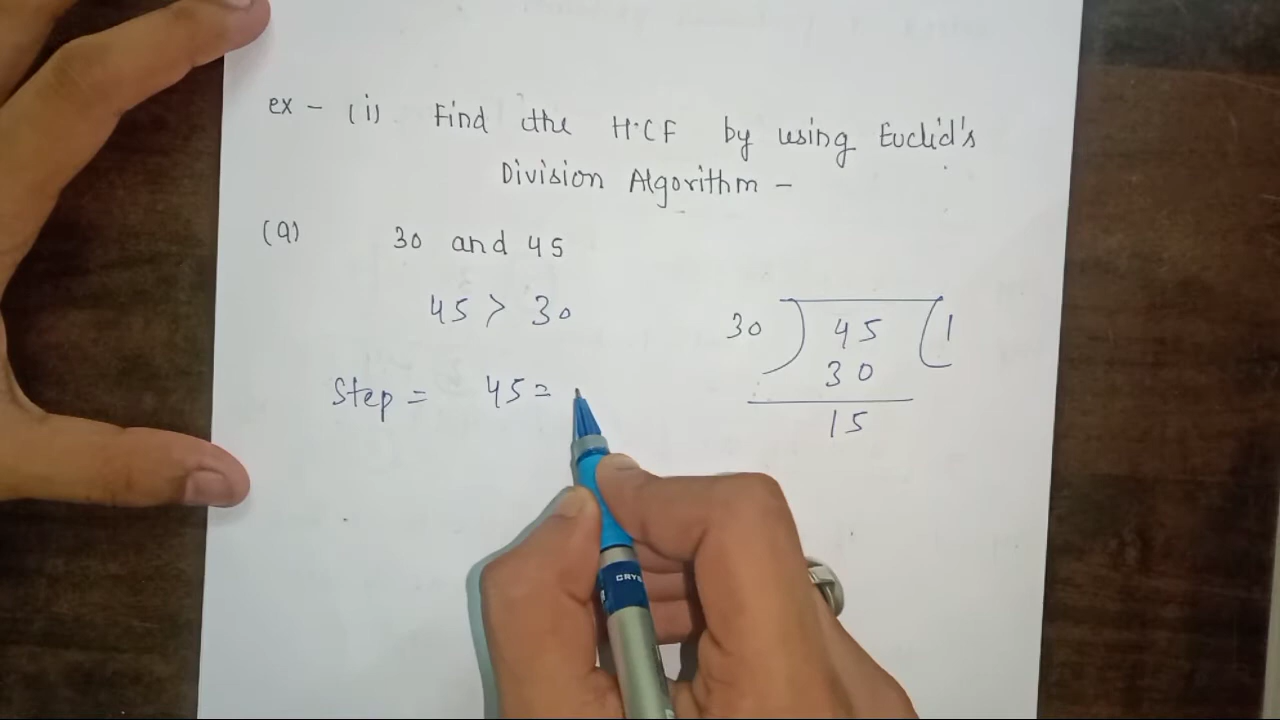 ex - (i) Find the H.C.F by using Euclid's
Division Algorithm -
(a) 30 and 45
45 > 30
30 ) 45 ( 1
30
15
Step = 45 =